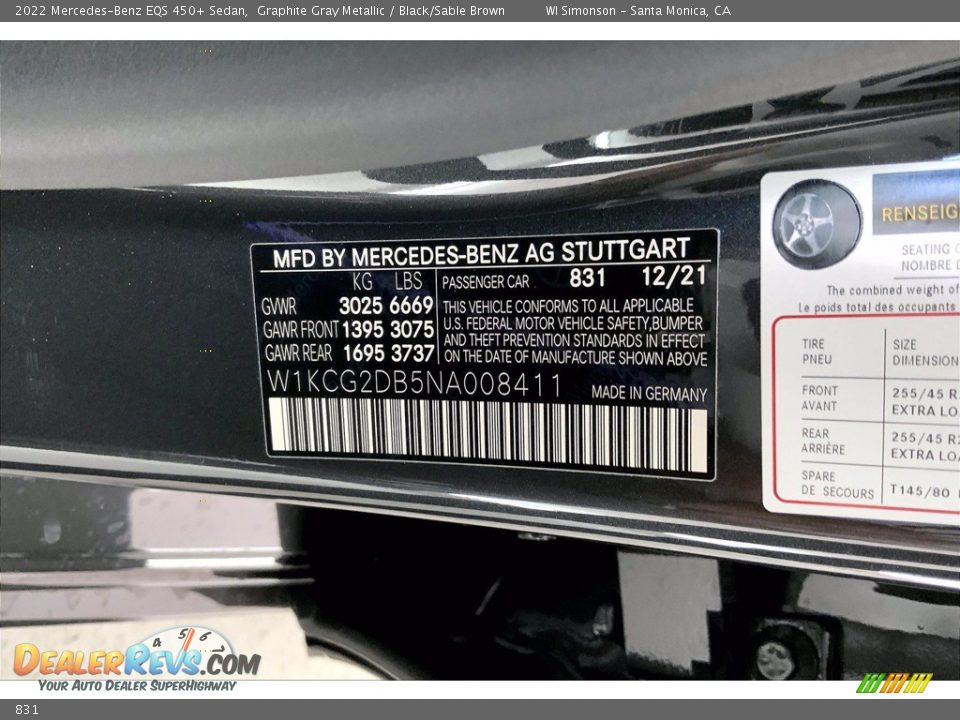 2022 Mercedes-Benz EQS 450+ Sedan, Graphite Gray Metallic / Black/Sable Brown WI Simonson - Santa Monica, CA
MFD BY MERCEDES-BENZ AG STUTTGART
KG LBS
GVWR 3025 6669
GAWR FRONT 1395 3075
GAWR REAR 1695 3737
PASSENGER CAR 831 12/21
THIS VEHICLE CONFORMS TO ALL APPLICABLE
U.S. FEDERAL MOTOR VEHICLE SAFETY,BUMPER
AND THEFT PREVENTION STANDARDS IN EFFECT
ON THE DATE OF MANUFACTURE SHOWN ABOVE
W1KCG2DB5NA008411
MADE IN GERMANY
RENSEIG
SEATING
NOMBRE
The combined weight of
Le poids total des occupants
TIRE
PNEU
SIZE
DIMENSION
FRONT
AVANT
255/45
EXTRA
REAR
ARRIÈRE
255/45
EXTRA
SPARE
DE SECOURS
T145/80
4 5 6
DEALERREVS.COM
YOUR AUTO DEALER SUPERHIGHWAY
831